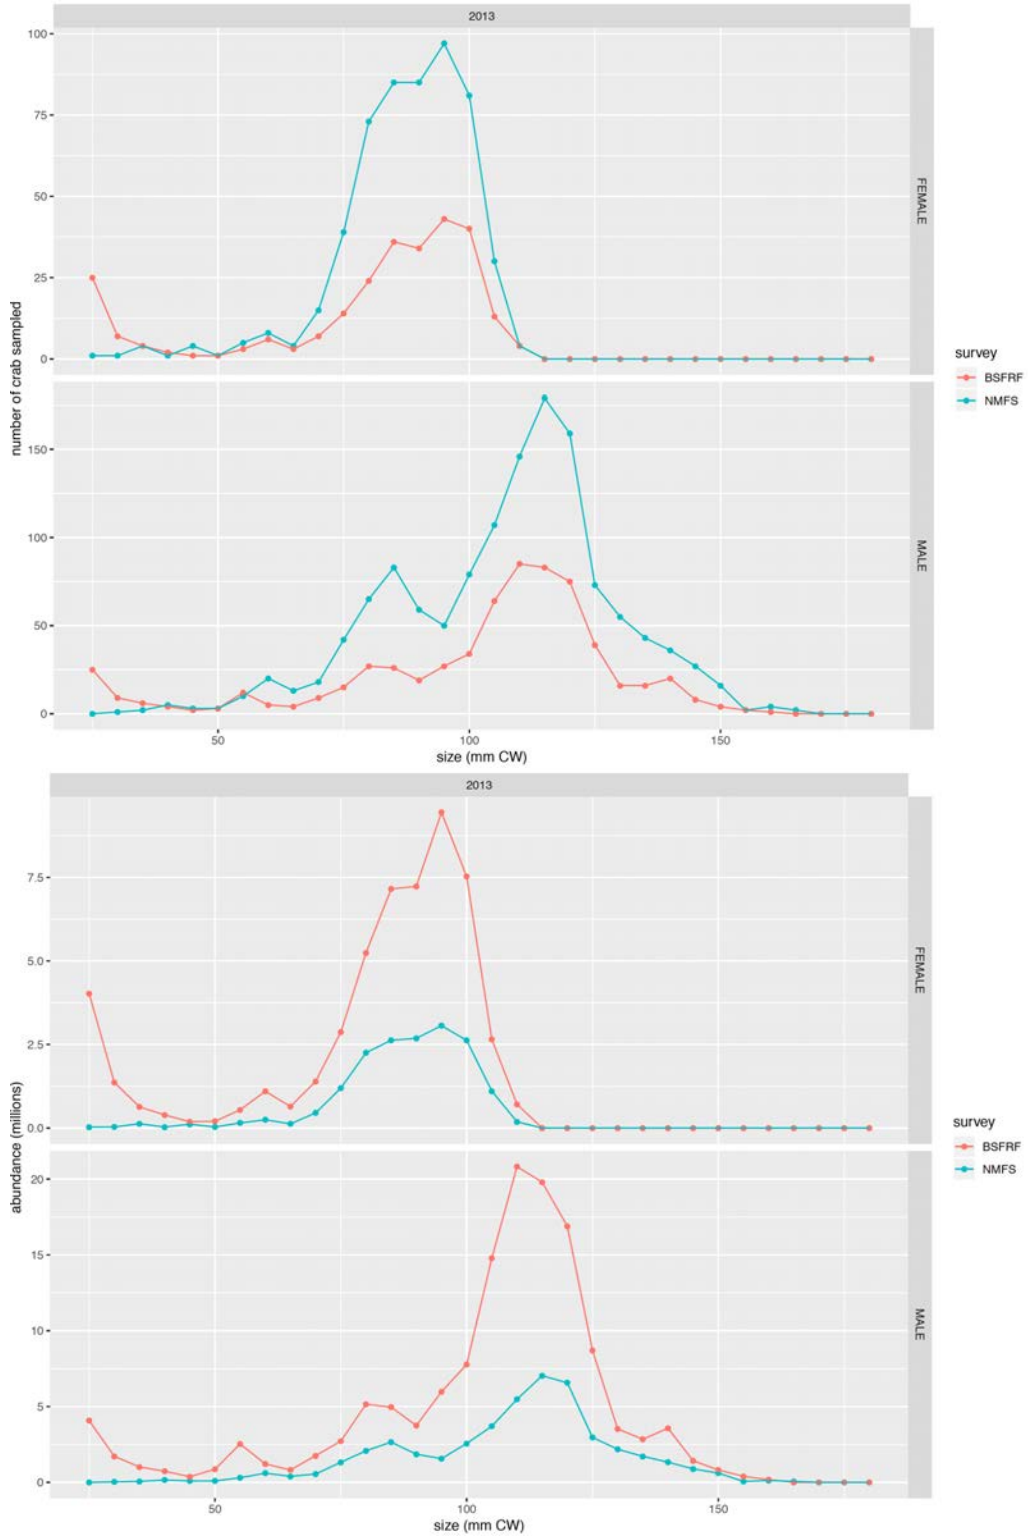 2013
100
75
50
25
0
FEMALE
number of crab sampled
150
100
50
0
MALE
50 100 150
size (mm CW)
survey
BSFRF
NMFS
2013
7.5
5.0
2.5
0.0
FEMALE
abundance (millions)
20
15
10
5
0
MALE
50 100 150
size (mm CW)
survey
BSFRF
NMFS